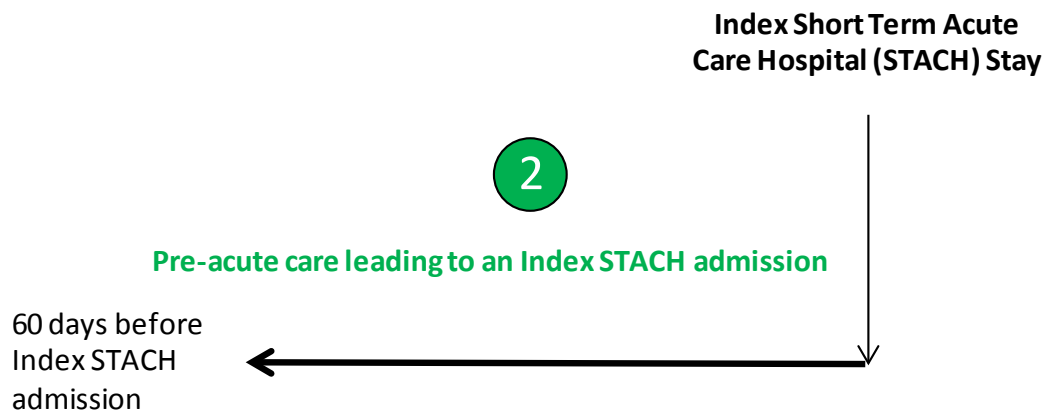 Index Short Term Acute
Care Hospital (STACH) Stay
2
Pre-acute care leading to an Index STACH admission
60 days before
Index STACH
admission